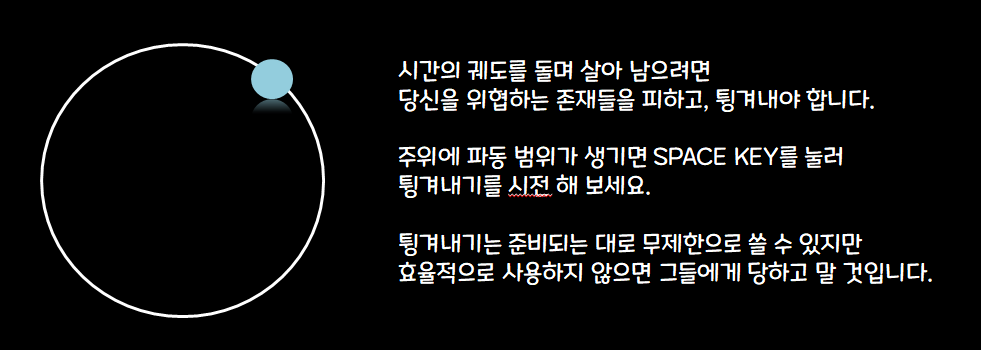 시간의 궤도를 돌며 살아 남으려면
당신을 위협하는 존재들을 피하고, 튕겨내야 합니다.
주위에 파동 범위가 생기면 SPACE KEY를 눌러
튕겨내기를 시전 해 보세요.
튕겨내기는 준비되는 대로 무제한으로 쓸 수 있지만
효율적으로 사용하지 않으면 그들에게 당하고 말 것입니다.